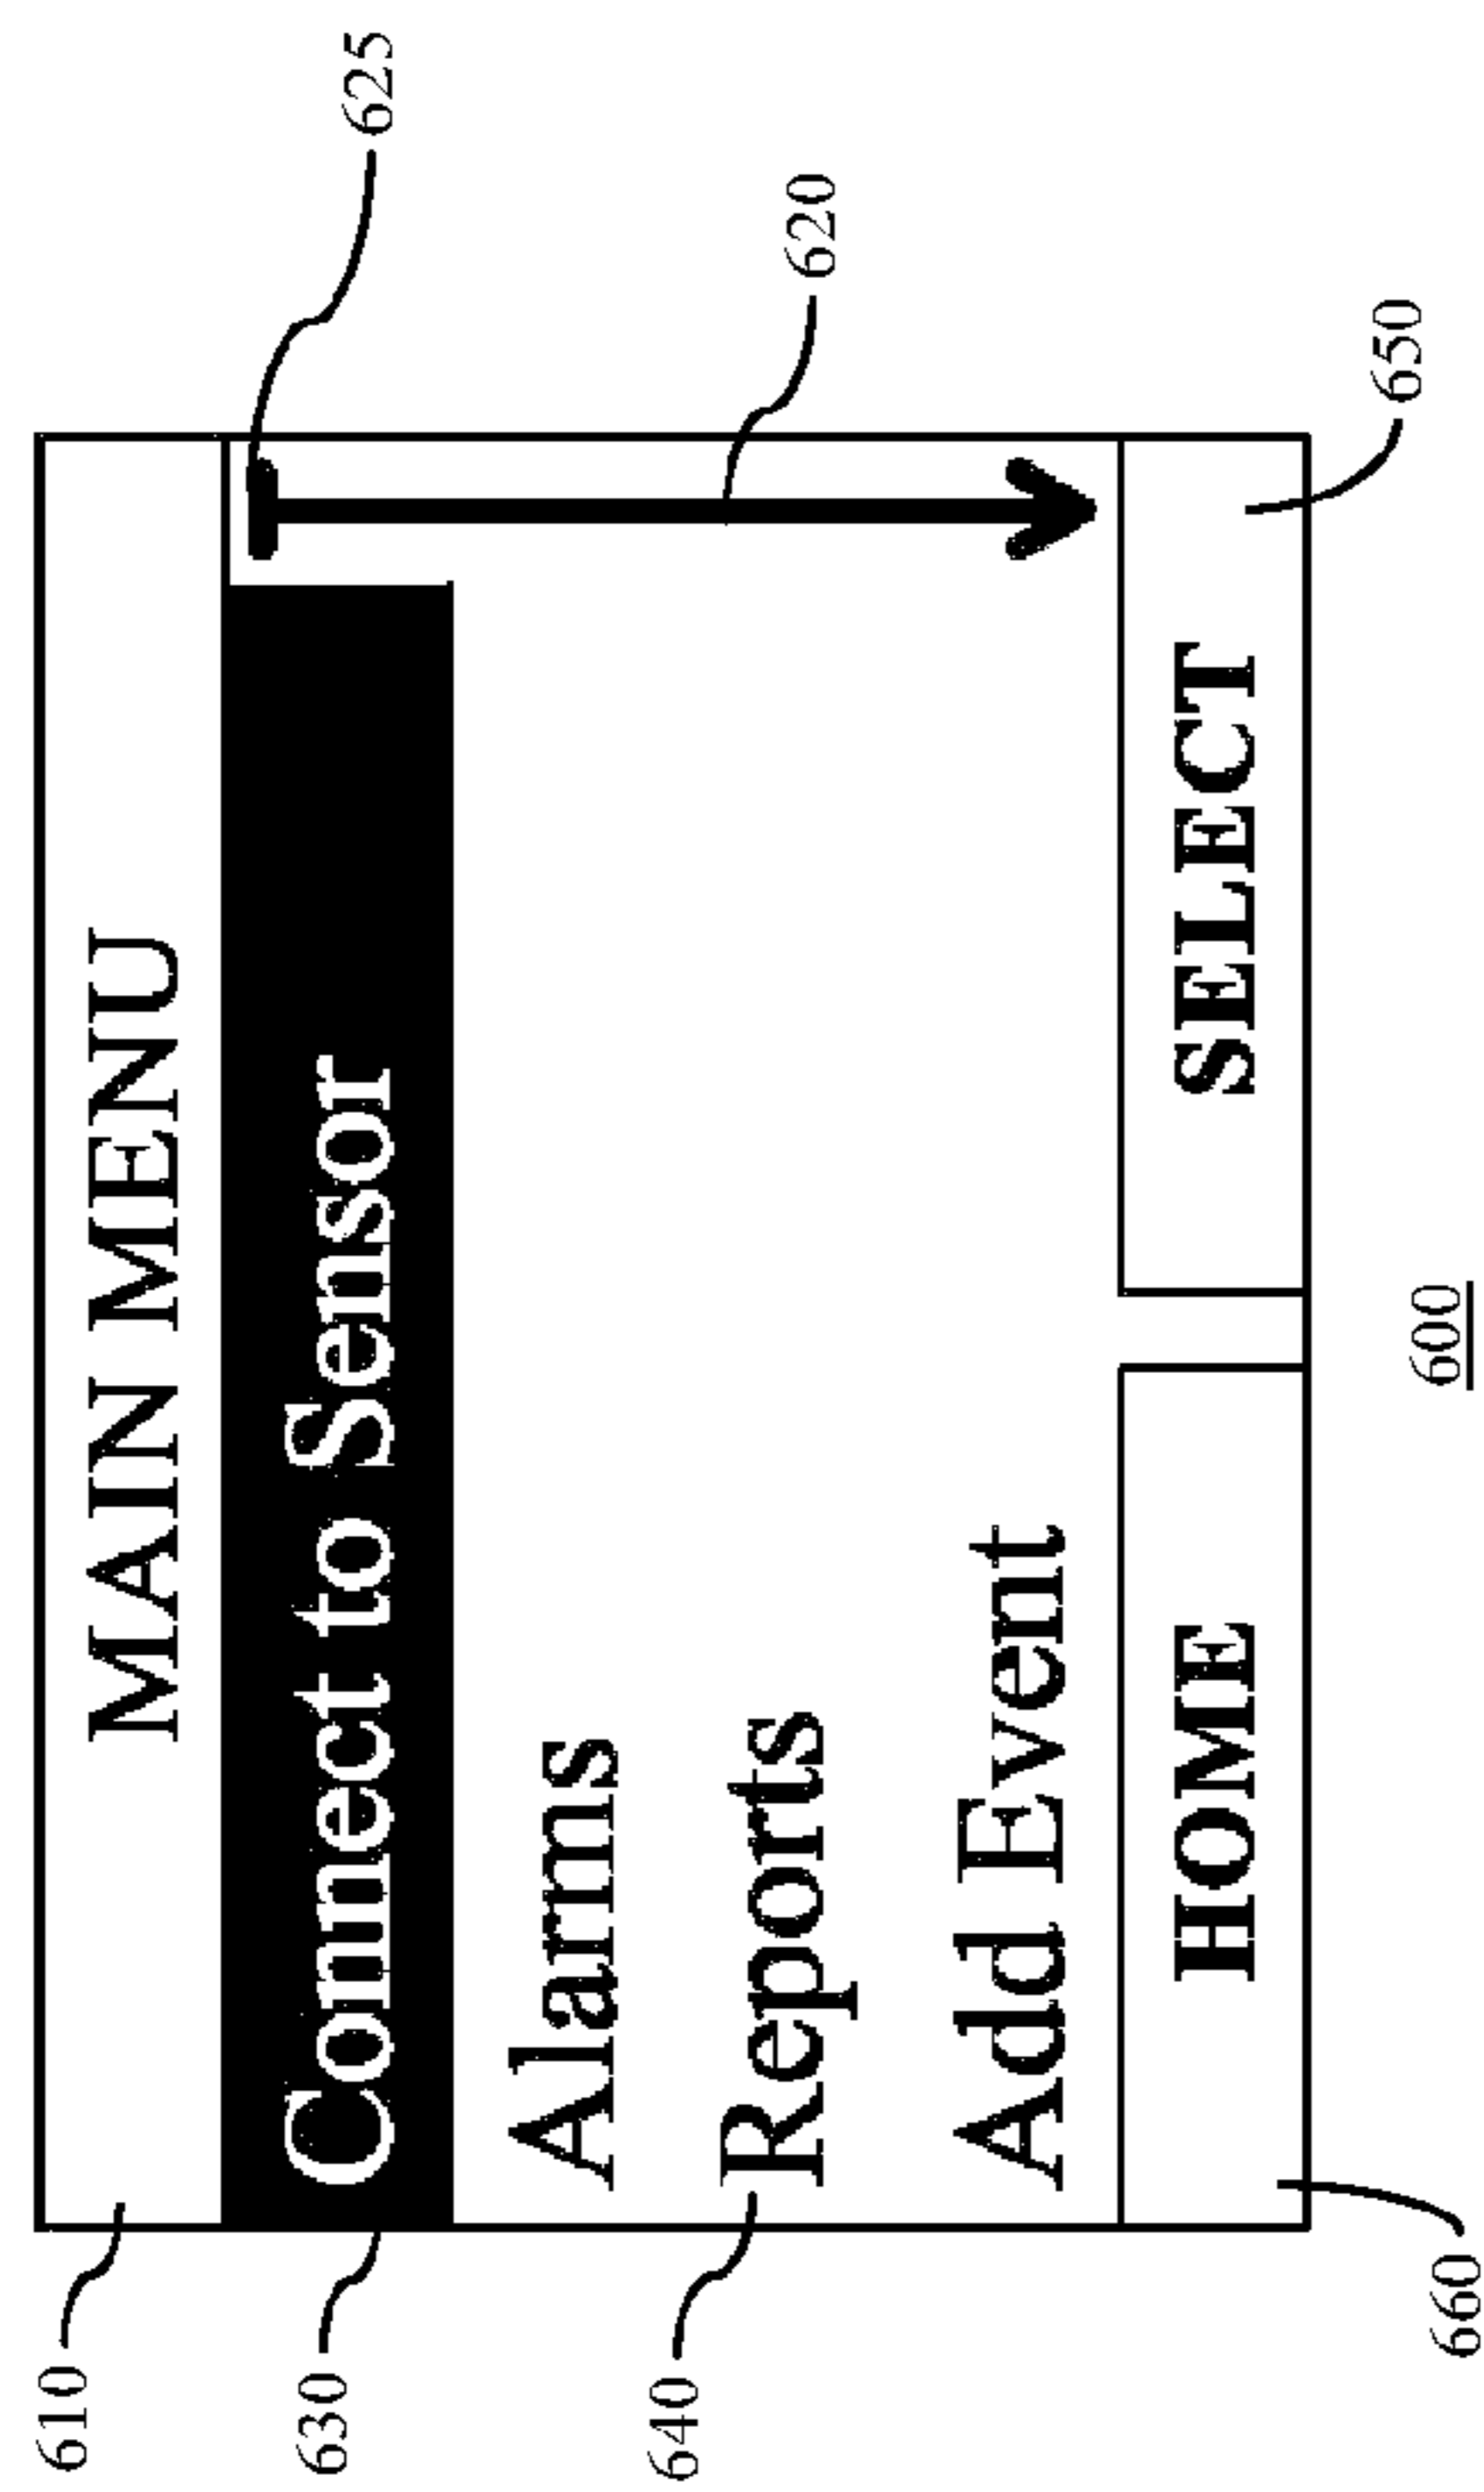 610
MAIN MENU
625
630
Connect to Sensor
Alarms
620
640
Reports
Add Event
HOME
SELECT
650
660
600